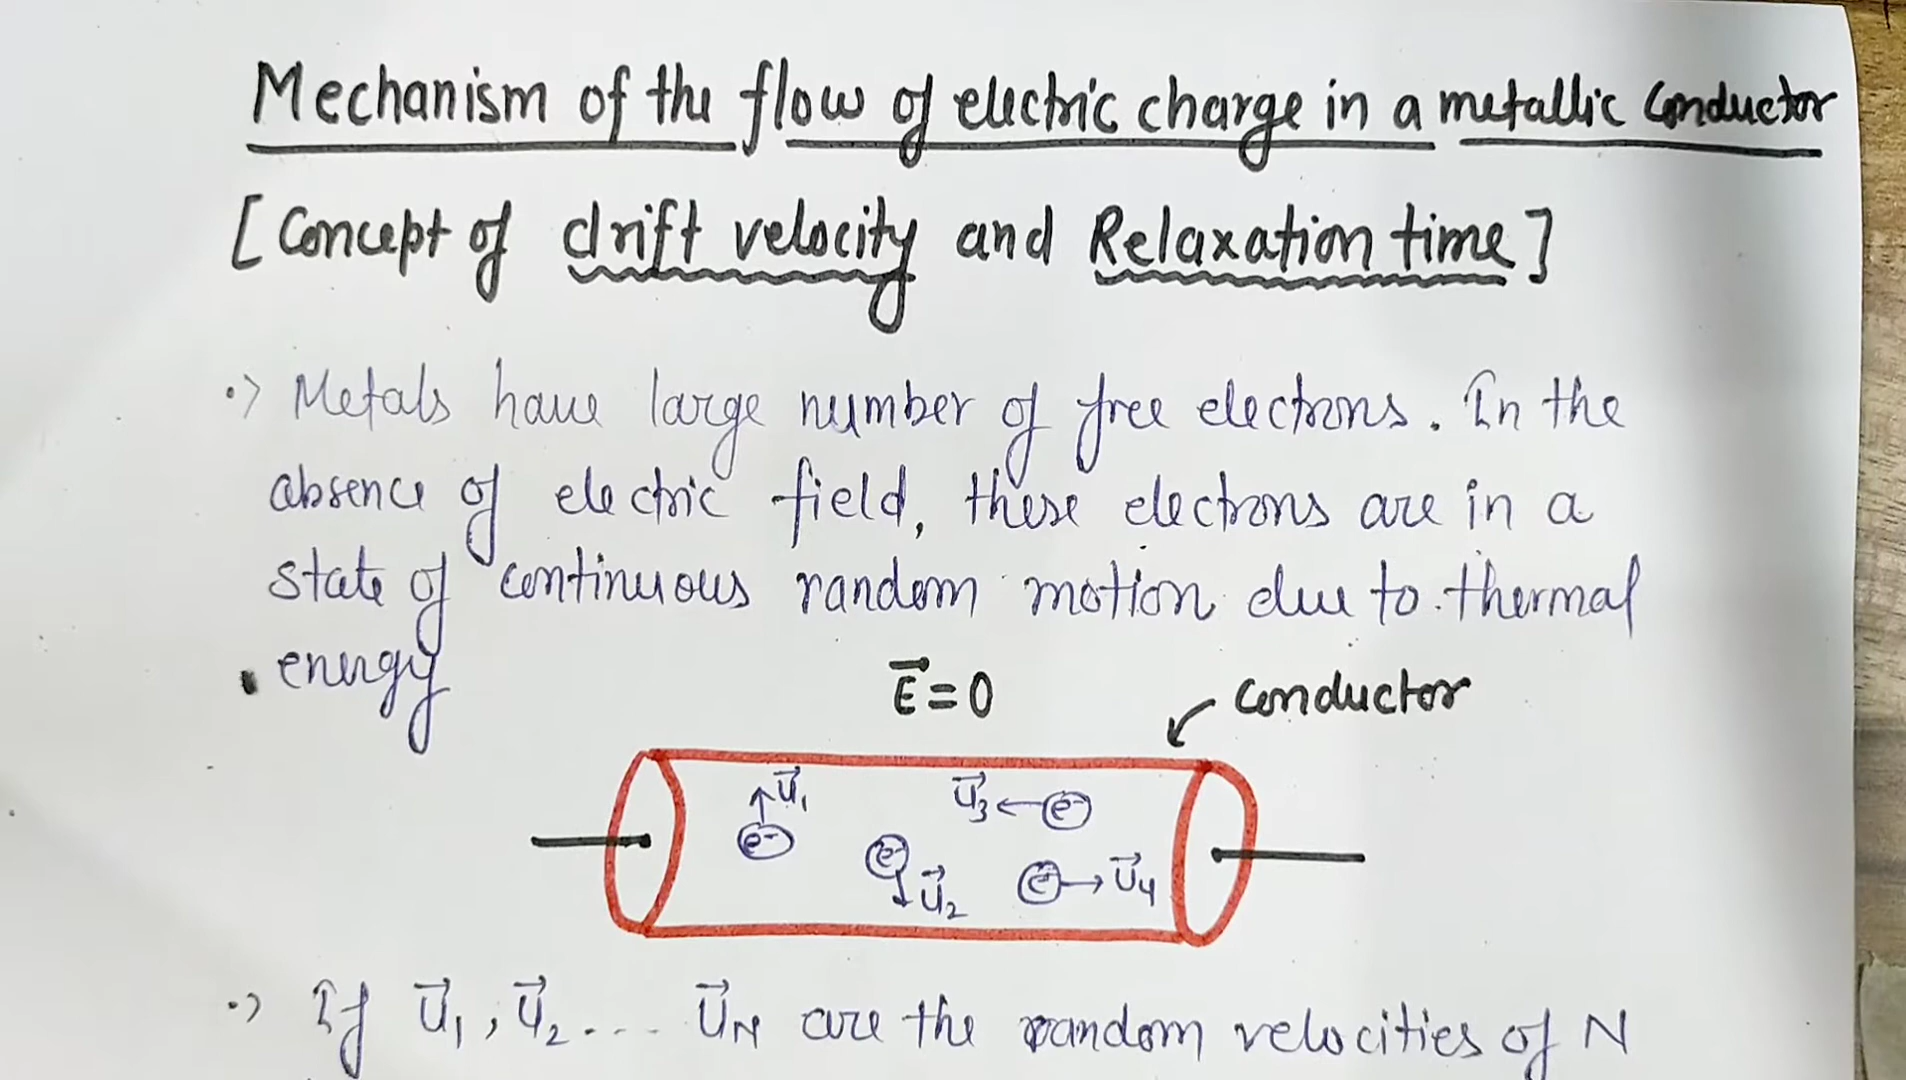 Mechanism of the flow of electric charge in a metallic conductor
[Concept of drift velocity and Relaxation time]
·> Metals have large number of free electrons. In the
absence of electric field, these electrons are in a
state of continuous random motion due to thermal
energy
E⃗ = 0
conductor
u⃗₁
e⁻
u⃗₃ ← e⁻
e⁻
u⃗₂
e⁻ → u⃗₄
·> If u⃗₁, u⃗₂.... u⃗N are the random velocities of N